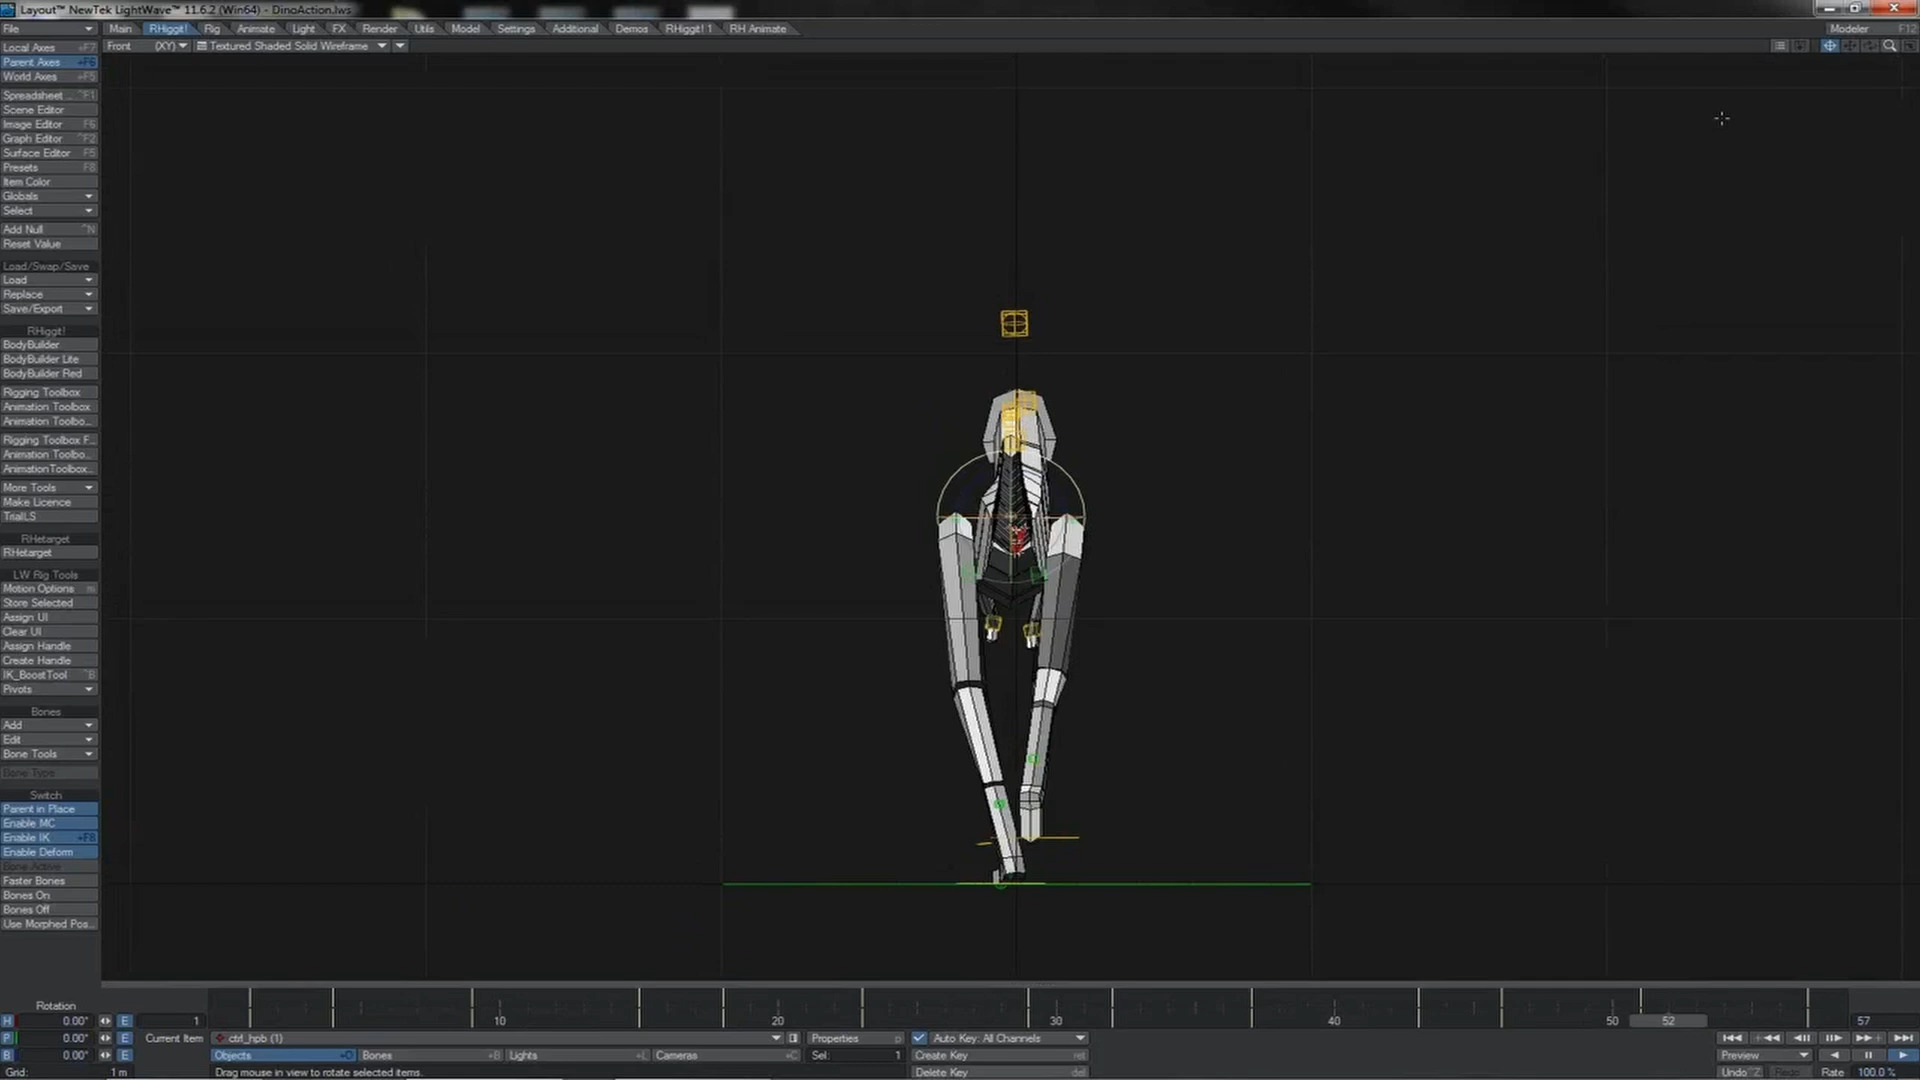 Layout™ NewTek LightWave™ 11.6.2 (Win64) - DinoAction.lws
File Main RHiggit! Rig Animate Light FX Render Utils Model Settings Additional Demos RHiggit! 1 RH Animate Modeler F12
Front (XY) Textured Shaded Solid Wireframe
Local Axes +F7
Parent Axes +F6
World Axes +F5
Spreadsheet ... ^F1
Scene Editor
Image Editor F6
Graph Editor ^F2
Surface Editor F5
Presets F8
Item Color
Globals
Select
Add Null ^N
Reset Value
Load/Swap/Save
Load
Replace
Save/Export
RHiggit!
BodyBuilder
BodyBuilder Lite
BodyBuilder Red
Rigging Toolbox
Animation Toolbox
Animation Toolbo...
Rigging Toolbox F...
Animation Toolbo...
AnimationToolbox...
More Tools
Make Licence
TrialLS
RHetarget
RHetarget
LW Rig Tools
Motion Options m
Store Selected
Assign UI
Clear UI
Assign Handle
Create Handle
IK_BoostTool ^B
Pivots
Bones
Add
Edit
Bone Tools
Bone Type
Switch
Parent in Place
Enable MC
Enable IK +F8
Enable Deform
Bone Active
Faster Bones
Bones On
Bones Off
Use Morphed Pos...
Rotation
H 0.00° E 1 10 20 30 40 50 52 57
P 0.00° E Current Item ctrl_hpb (1) Properties p Auto Key: All Channels
B 0.00° E Objects +O Bones +B Lights +L Cameras +C Sel: 1 Create Key ret Preview
Grid: 1 m Drag mouse in view to rotate selected items. Delete Key del Undo ^Z Redo Rate 100.0 %